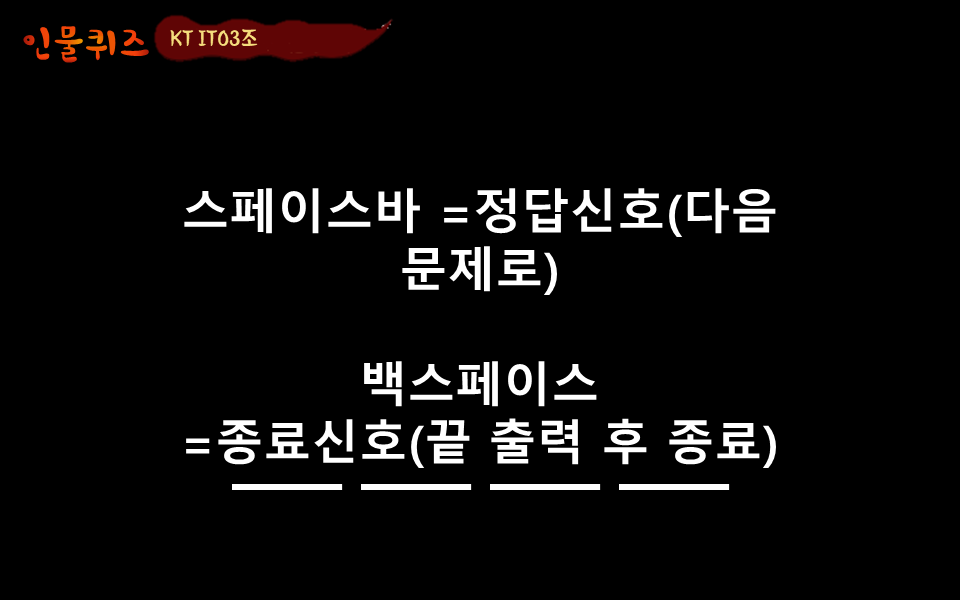 인물퀴즈 KT IT03조
스페이스바 =정답신호(다음
문제로)
백스페이스
=종료신호(끝 출력 후 종료)